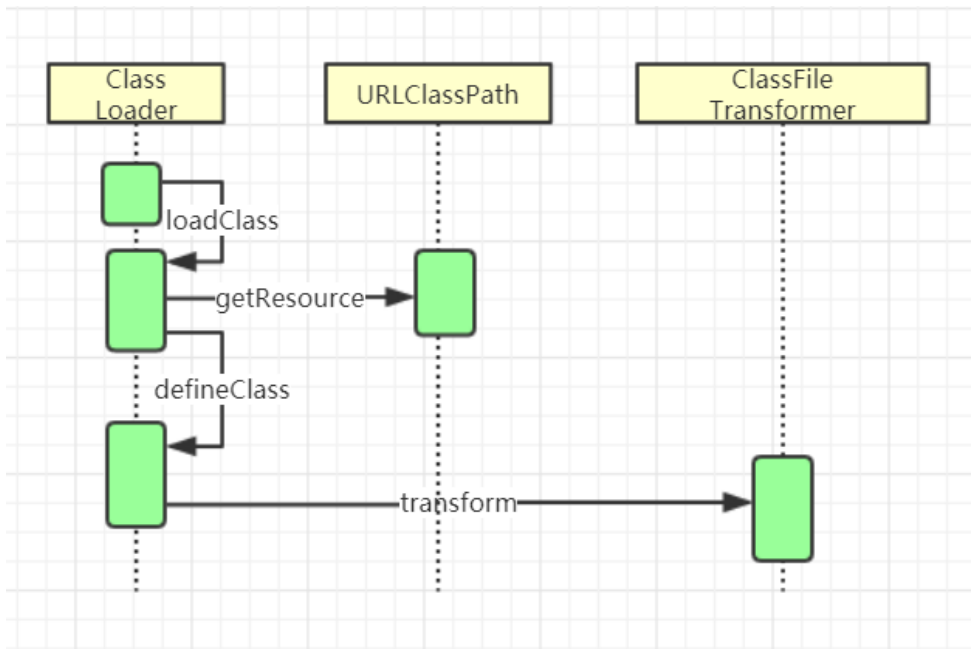 Class
Loader
URLClassPath
ClassFile
Transformer
loadClass
getResource
defineClass
transform